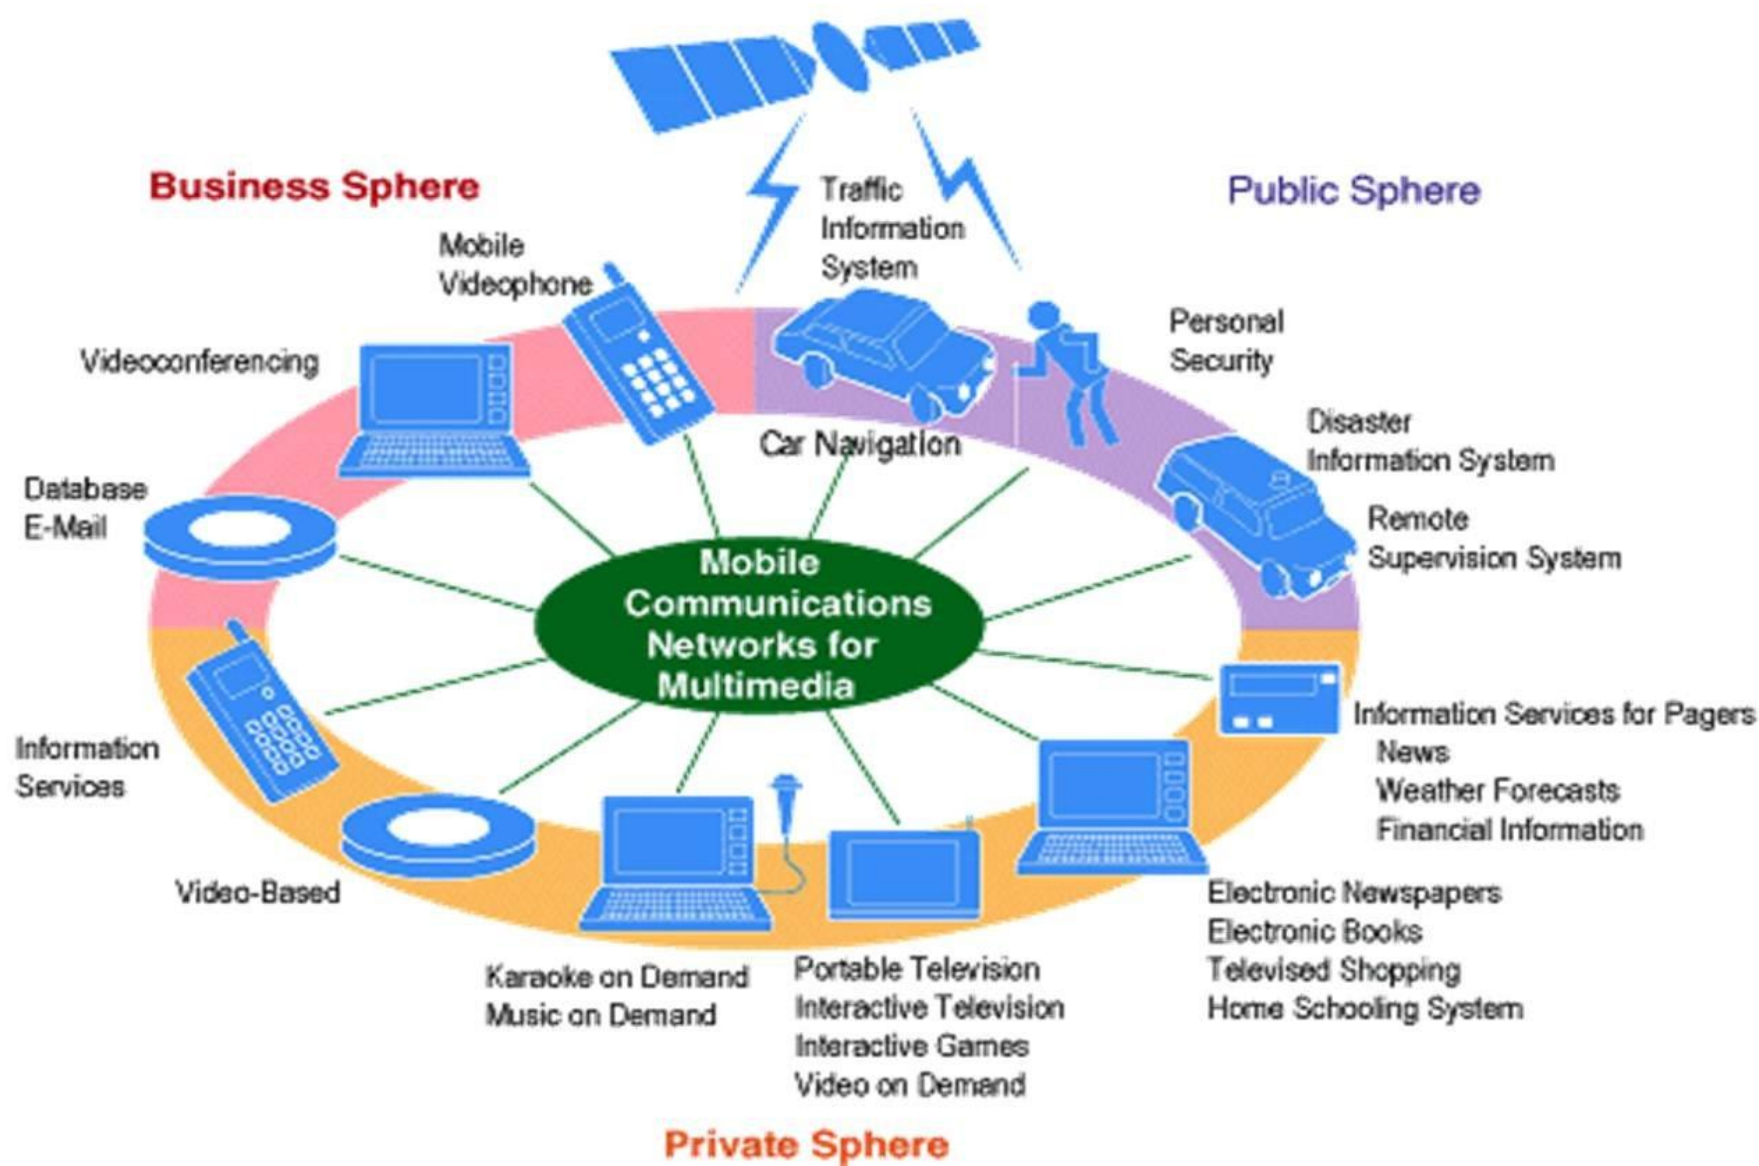 Business Sphere
Public Sphere
Traffic
Information
System
Mobile
Videophone
Personal
Security
Videoconferencing
Car Navigation
Disaster
Information System
Database
E-Mail
Remote
Supervision System
Mobile
Communications
Networks for
Multimedia
Information
Services
Information Services for Pagers
News
Weather Forecasts
Financial Information
Video-Based
Electronic Newspapers
Electronic Books
Televised Shopping
Home Schooling System
Karaoke on Demand
Music on Demand
Portable Television
Interactive Television
Interactive Games
Video on Demand
Private Sphere